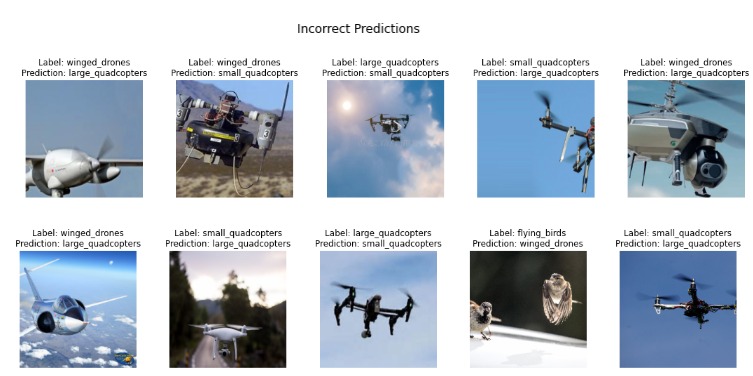 Incorrect Predictions
Label: winged_drones
Prediction: large_quadcopters
Label: winged_drones
Prediction: small_quadcopters
Label: large_quadcopters
Prediction: small_quadcopters
Label: small_quadcopters
Prediction: large_quadcopters
Label: winged_drones
Prediction: large_quadcopters
3
3
Label: winged_drones
Prediction: large_quadcopters
Label: small_quadcopters
Prediction: large_quadcopters
Label: large_quadcopters
Prediction: small_quadcopters
Label: flying_birds
Prediction: winged_drones
Label: small_quadcopters
Prediction: large_quadcopters